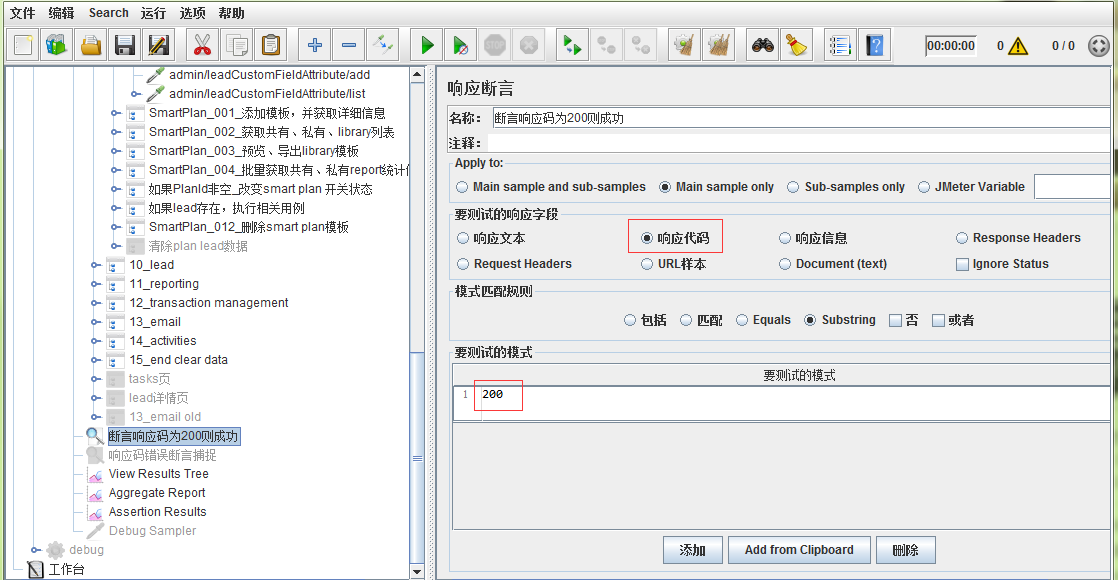 文件 编辑 Search 运行 选项 帮助
00:00:00 0 0 / 0
admin/leadCustomFieldAttribute/add
admin/leadCustomFieldAttribute/list
SmartPlan_001_添加模板，并获取详细信息
SmartPlan_002_获取共有、私有、library列表
SmartPlan_003_预览、导出library模板
SmartPlan_004_批量获取共有、私有report统计
如果PlanId非空_改变smart plan 开关状态
如果lead存在，执行相关用例
SmartPlan_012_删除smart plan模板
清除plan lead数据
10_lead
11_reporting
12_transaction management
13_email
14_activities
15_end clear data
tasks页
lead详情页
13_email old
断言响应码为200则成功
响应码错误断言捕捉
View Results Tree
Aggregate Report
Assertion Results
Debug Sampler
debug
工作台
响应断言
名称： 断言响应码为200则成功
注释：
Apply to:
Main sample and sub-samples Main sample only Sub-samples only JMeter Variable
要测试的响应字段
响应文本 响应代码 响应信息 Response Headers
Request Headers URL样本 Document (text) Ignore Status
模式匹配规则
包括 匹配 Equals Substring 否 或者
要测试的模式
要测试的模式
1 200
添加 Add from Clipboard 删除